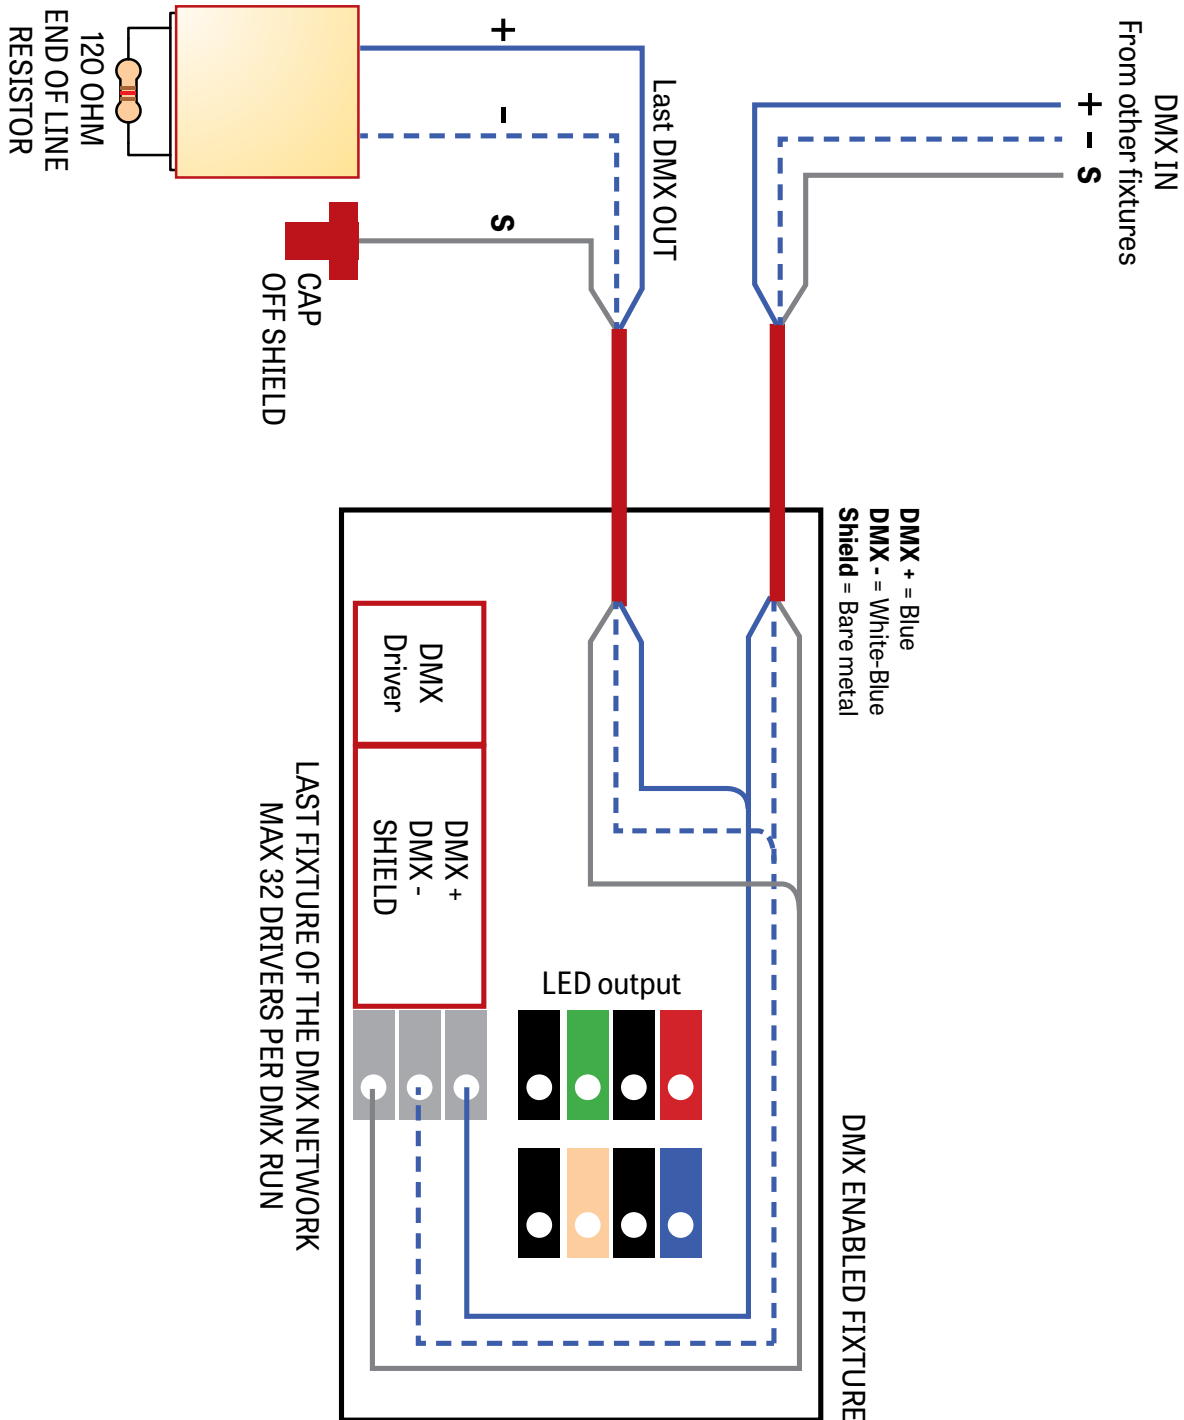 DMX IN
From other fixtures
+
-
s
Last DMX OUT
+
-
s
120 OHM
END OF LINE
RESISTOR
CAP
OFF SHIELD
DMX + = Blue
DMX - = White-Blue
Shield = Bare metal
DMX
Driver
DMX +
DMX -
SHIELD
LED output
DMX ENABLED FIXTURE
LAST FIXTURE OF THE DMX NETWORK
MAX 32 DRIVERS PER DMX RUN